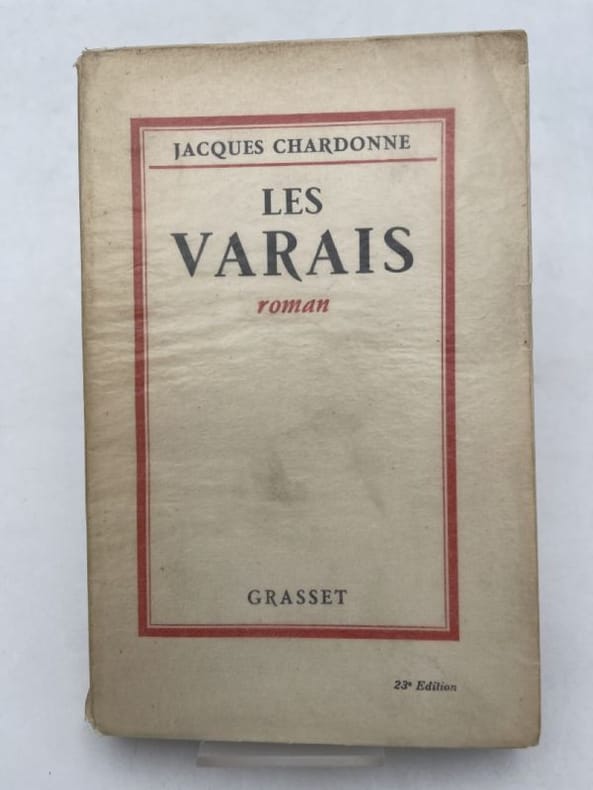 JACQUES CHARDONNE
LES
VARAIS
roman
GRASSET
23e Edition